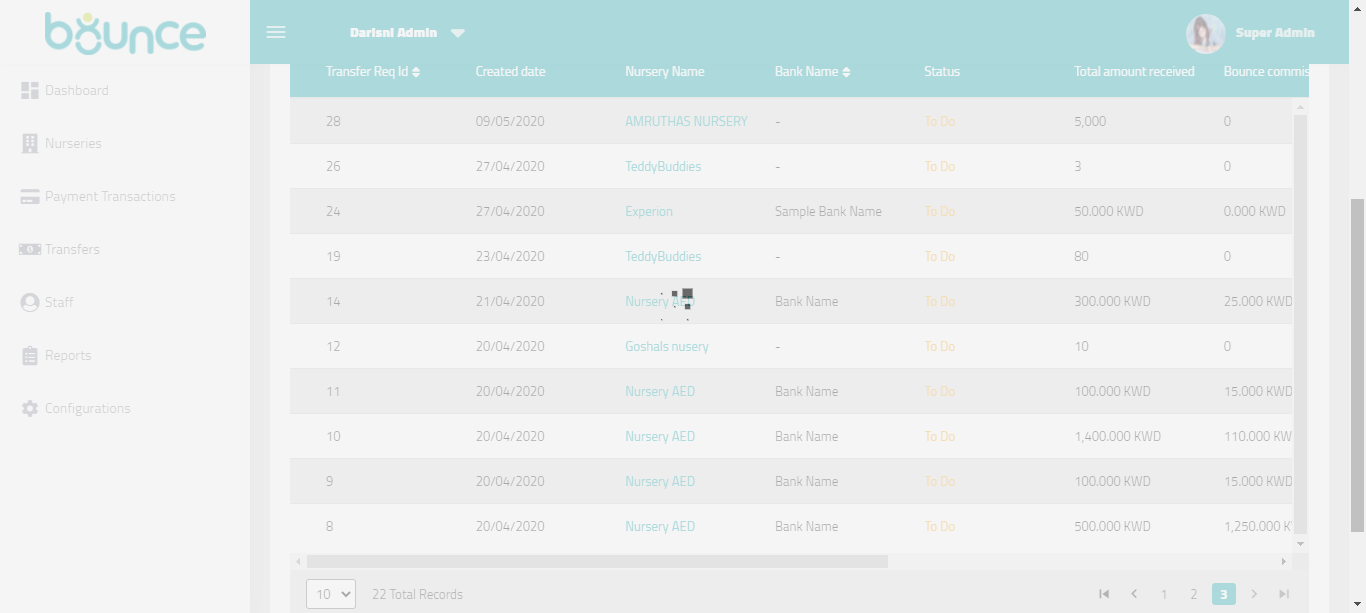 bounce
Darisni Admin
Super Admin
Dashboard
Nurseries
Payment Transactions
Transfers
Staff
Reports
Configurations
Transfer Req Id Created date Nursery Name Bank Name Status Total amount received Bounce commis
28 09/05/2020 AMRUTHAS NURSERY - To Do 5,000 0
26 27/04/2020 TeddyBuddies - To Do 3 0
24 27/04/2020 Experion Sample Bank Name To Do 50.000 KWD 0.000 KWD
19 23/04/2020 TeddyBuddies - To Do 80 0
14 21/04/2020 Nursery AED Bank Name To Do 300.000 KWD 25.000 KWD
12 20/04/2020 Goshals nusery - To Do 10 0
11 20/04/2020 Nursery AED Bank Name To Do 100.000 KWD 15.000 KWD
10 20/04/2020 Nursery AED Bank Name To Do 1,400.000 KWD 110.000 KW
9 20/04/2020 Nursery AED Bank Name To Do 100.000 KWD 15.000 KWD
8 20/04/2020 Nursery AED Bank Name To Do 500.000 KWD 1,250.000 K
10 22 Total Records 1 2 3